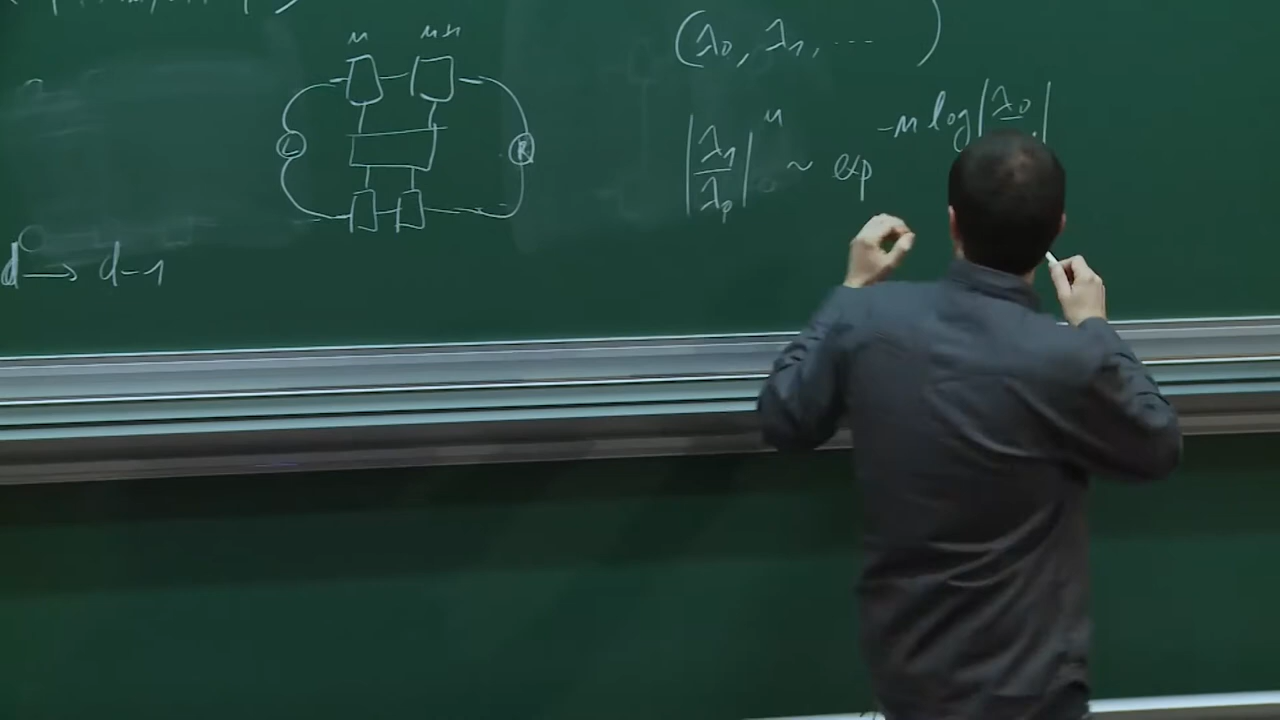 (λ₀, λ₁, ... )
n n+1
|λ₁/λ₀|ⁿ ~ exp -n log|λ₀
L R
d → d-1